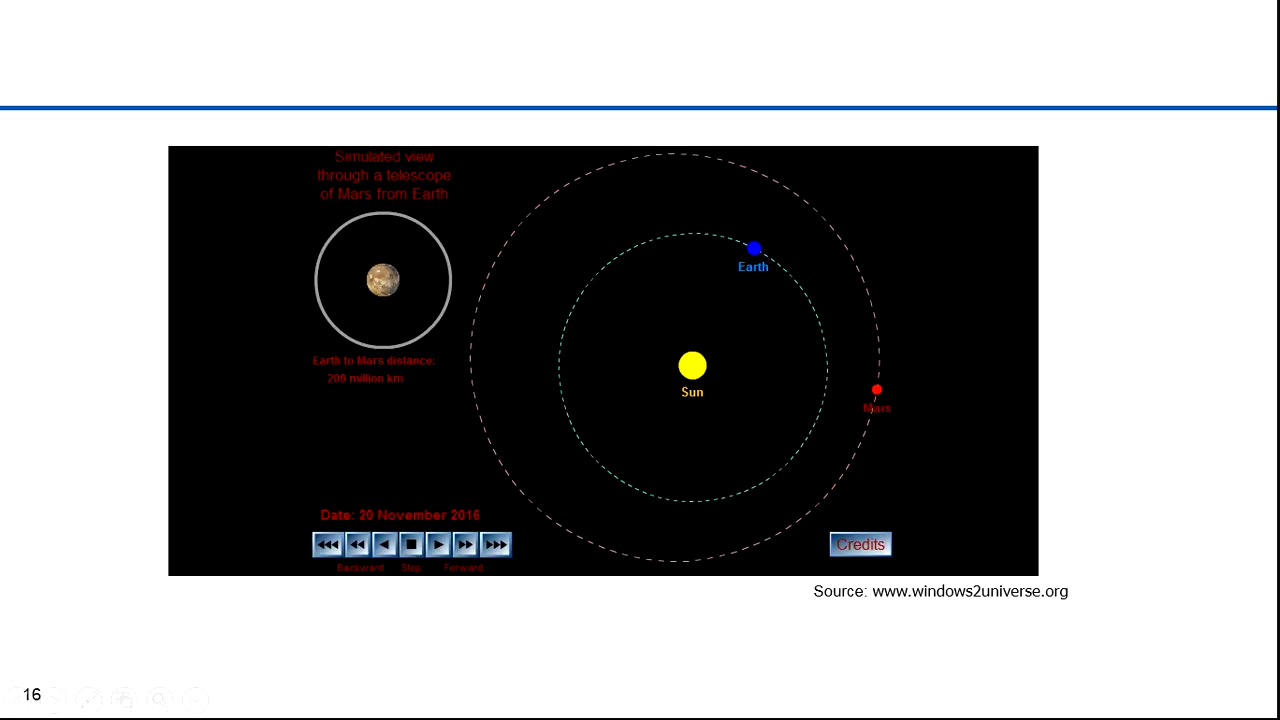 Simulated view
through a telescope
of Mars from Earth
Earth to Mars distance:
209 million km
Earth
Sun
Mars
Date: 20 November 2016
Backward Stop Forward
Credits
Source: www.windows2universe.org
16